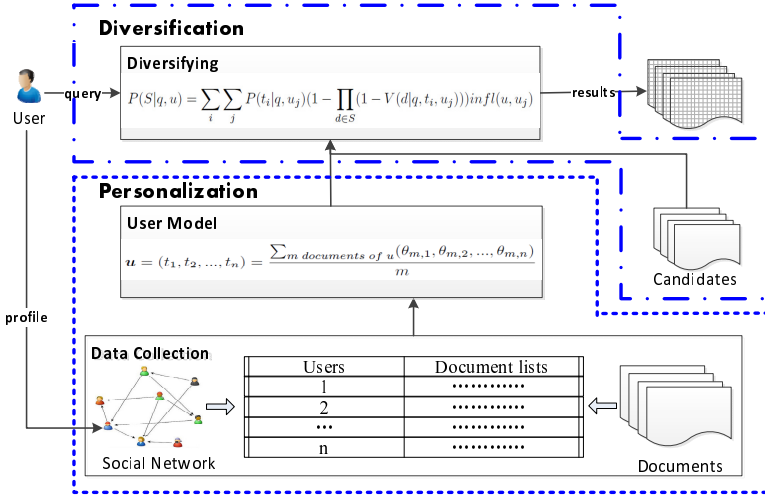 Diversification
Diversifying
P(S|q, u) = ∑_i ∑_j P(t_i|q, u_j)(1− ∏_{d∈S} (1 − V(d|q, t_i, u_j)))infl(u, u_j)
query
results
User
Personalization
User Model
u = (t_1, t_2, ..., t_n) = ∑_{m documents of u}(θ_{m,1}, θ_{m,2}, ..., θ_{m,n}) / m
Candidates
profile
Data Collection
Users Document lists
1 ............
2 ............
... ............
n ............
Social Network
Documents